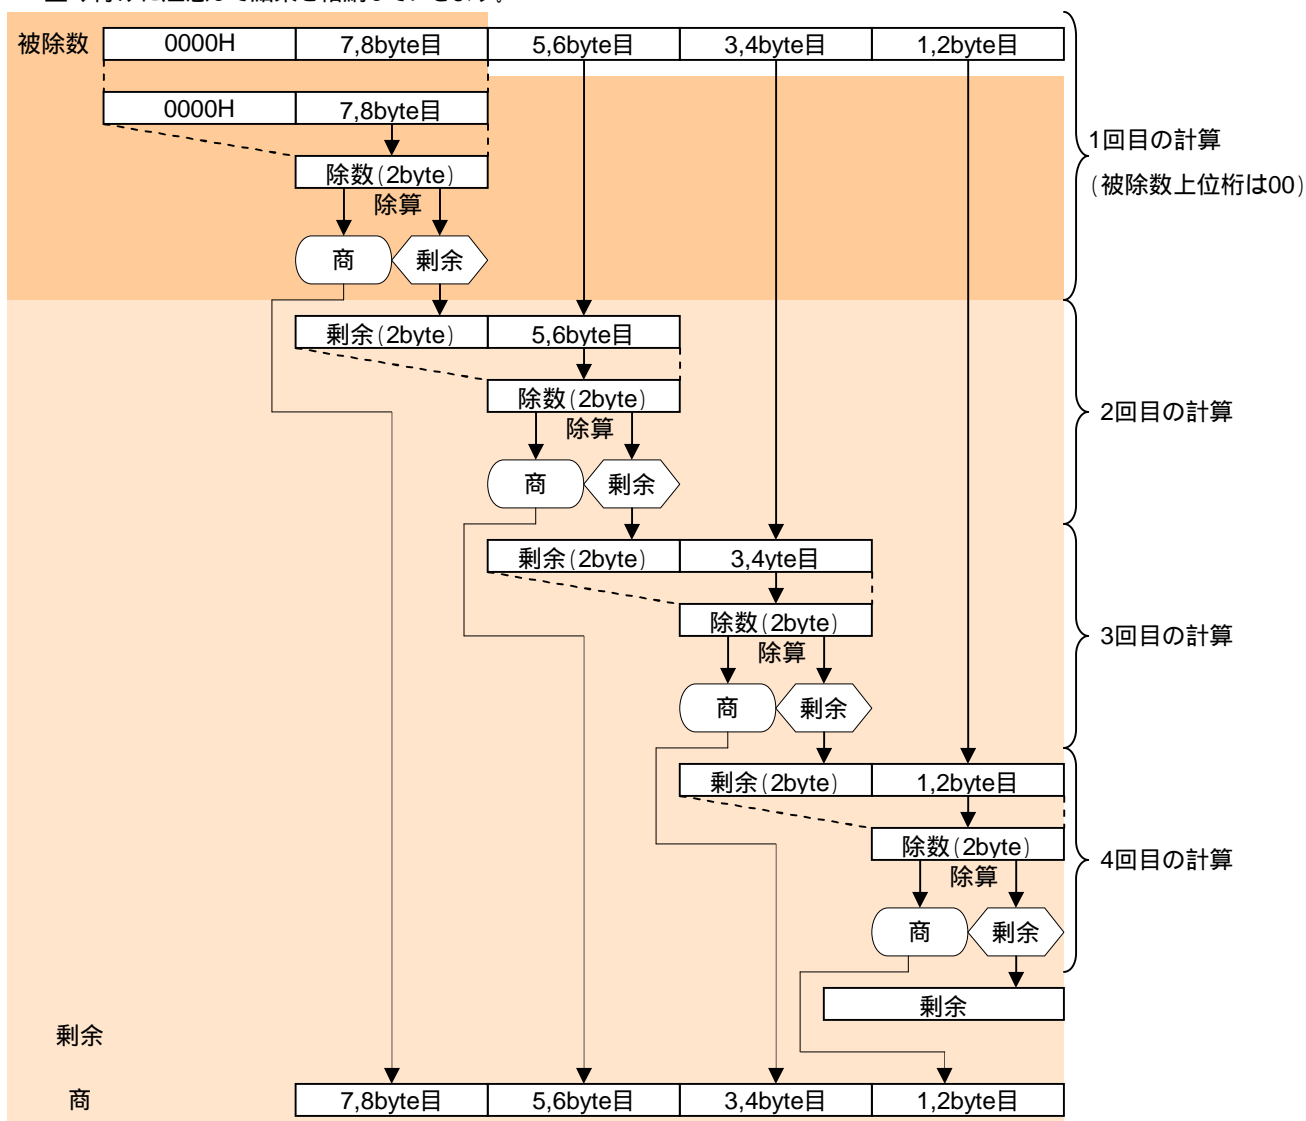 被除数 0000H 7,8byte目 5,6byte目 3,4byte目 1,2byte目
0000H 7,8byte目
1回目の計算
除数(2byte)
(被除数上位桁は00)
除算
商 剰余
剰余(2byte) 5,6byte目
除数(2byte)
2回目の計算
除算
商 剰余
剰余(2byte) 3,4yte目
除数(2byte)
3回目の計算
除算
商 剰余
剰余(2byte) 1,2byte目
除数(2byte)
4回目の計算
除算
商 剰余
剰余
剰余
商 7,8byte目 5,6byte目 3,4byte目 1,2byte目